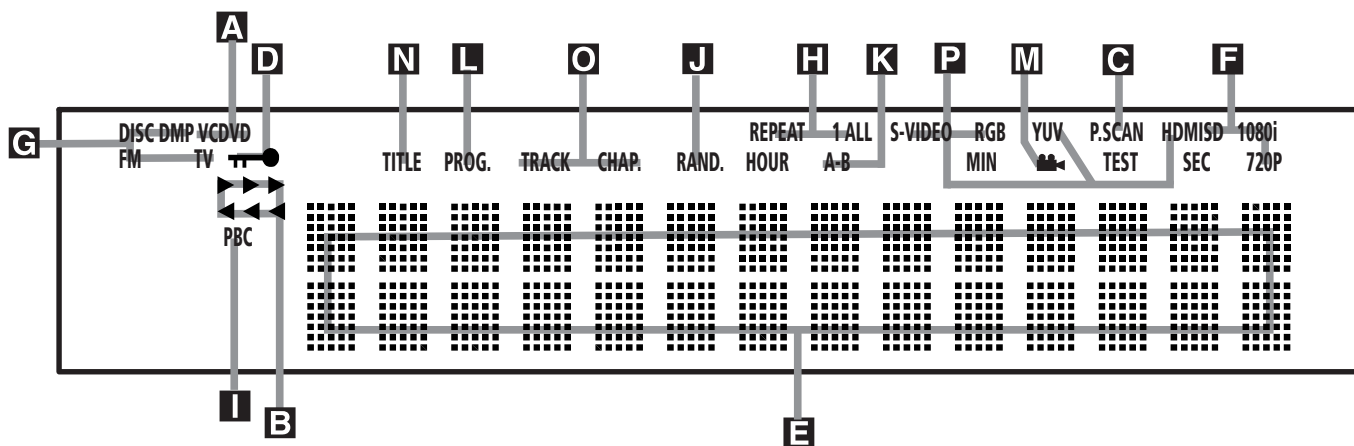 A
D N L O J H K P M C F
G
DISC DMP VCDVD REPEAT 1 ALL S-VIDEO RGB YUV P.SCAN HDMISD 1080i
FM TV TITLE PROG. TRACK CHAP. RAND. HOUR A-B MIN TEST SEC 720P
PBC
I B E